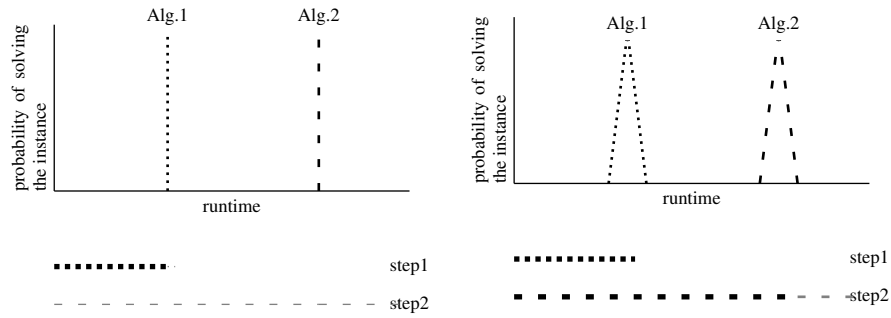 Alg.1 Alg.2
probability of solving
the instance
runtime
step1
step2
Alg.1 Alg.2
probability of solving
the instance
runtime
step1
step2